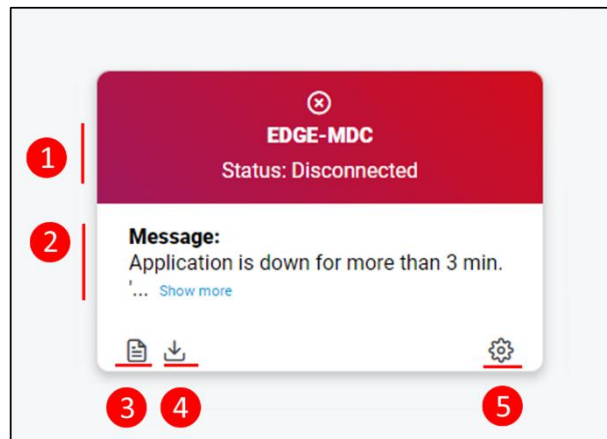 EDGE-MDC
1
Status: Disconnected
2
Message:
Application is down for more than 3 min.
'... Show more
3
4
5